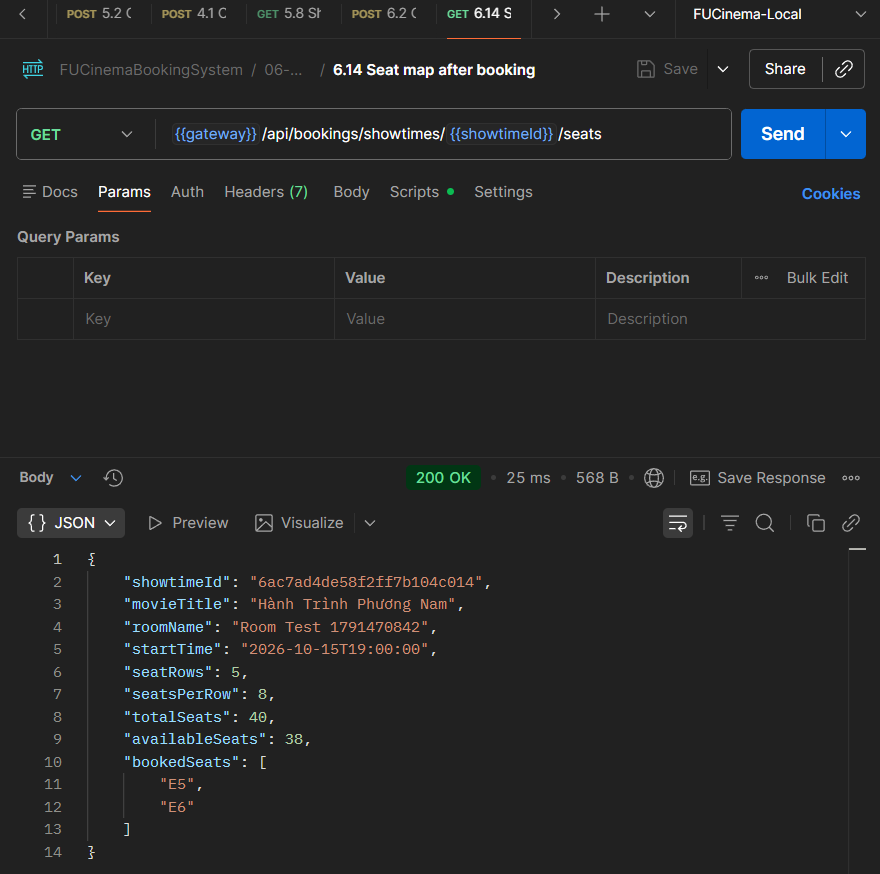 POST 5.2 C POST 4.1 C GET 5.8 Sh POST 6.2 C GET 6.14 S FUCinema-Local
HTTP FUCinemaBookingSystem / 06-... / 6.14 Seat map after booking Save Share
GET {{gateway}} /api/bookings/showtimes/ {{showtimeId}} /seats Send
Docs Params Auth Headers (7) Body Scripts Settings Cookies
Query Params
Key Value Description Bulk Edit
Key Value Description
Body 200 OK 25 ms 568 B e.g. Save Response
{} JSON Preview Visualize
1 {
2 "showtimeId": "6ac7ad4de58f2ff7b104c014",
3 "movieTitle": "Hành Trình Phương Nam",
4 "roomName": "Room Test 1791470842",
5 "startTime": "2026-10-15T19:00:00",
6 "seatRows": 5,
7 "seatsPerRow": 8,
8 "totalSeats": 40,
9 "availableSeats": 38,
10 "bookedSeats": [
11 "E5",
12 "E6"
13 ]
14 }